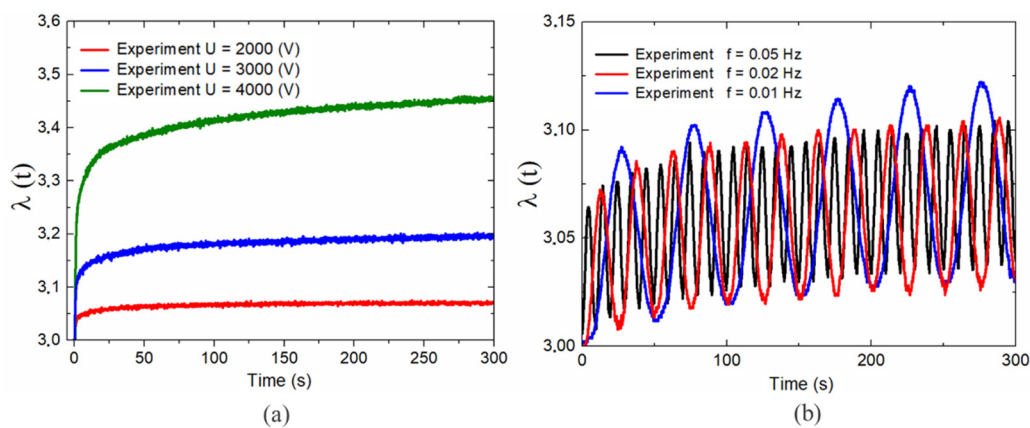 3,6
3,5
3,4
3,3
3,2
3,1
3,0
λ (t)
Experiment U = 2000 (V)
Experiment U = 3000 (V)
Experiment U = 4000 (V)
0 50 100 150 200 250 300
Time (s)
(a)
3,15
3,10
3,05
3,00
λ (t)
Experiment f = 0.05 Hz
Experiment f = 0.02 Hz
Experiment f = 0.01 Hz
0 100 200 300
Time (s)
(b)